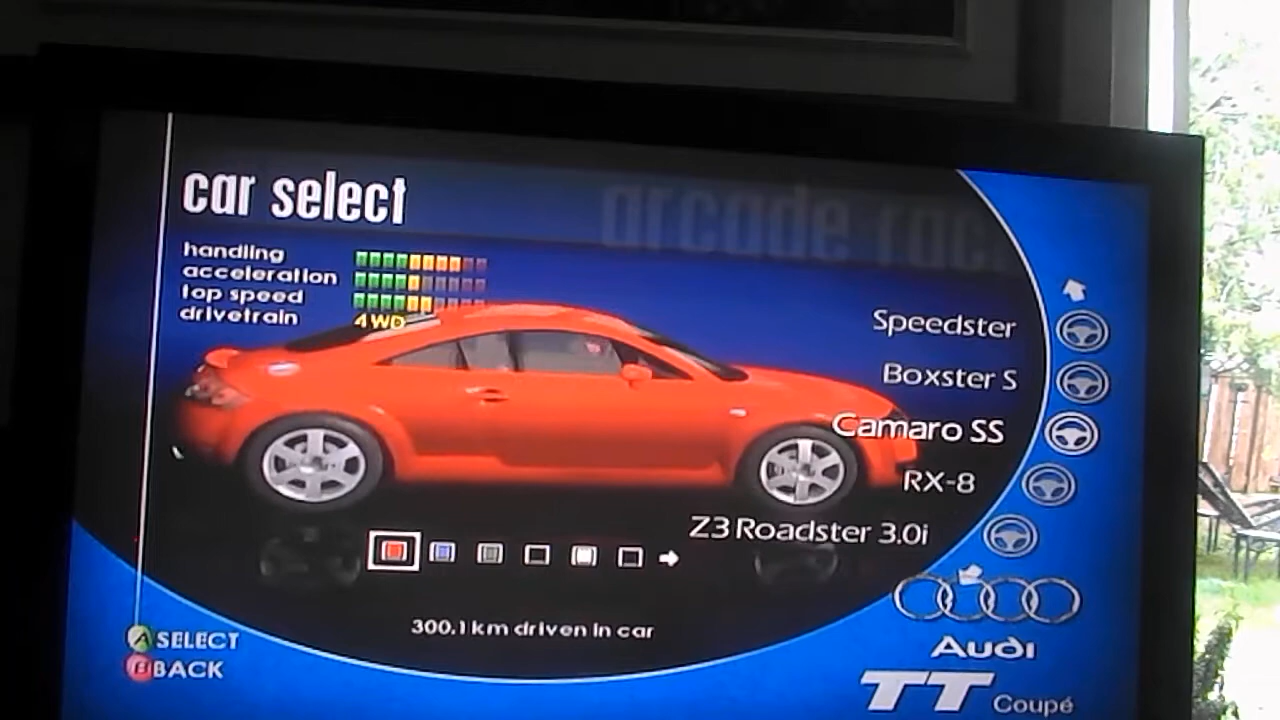 car select
arcade rac
handling
acceleration
top speed
drivetrain
4WD
Speedster
Boxster S
Camaro SS
RX-8
Z3 Roadster 3.0i
300.1 km driven in car
A SELECT
B BACK
Audi
TT Coupé